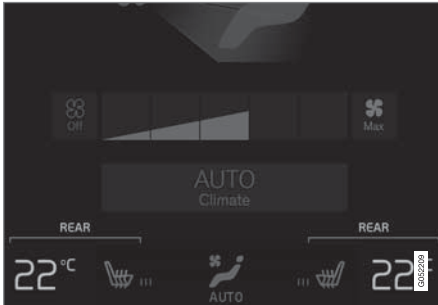 Off
Max
AUTO
Climate
REAR
REAR
22°C
AUTO
22
G052209